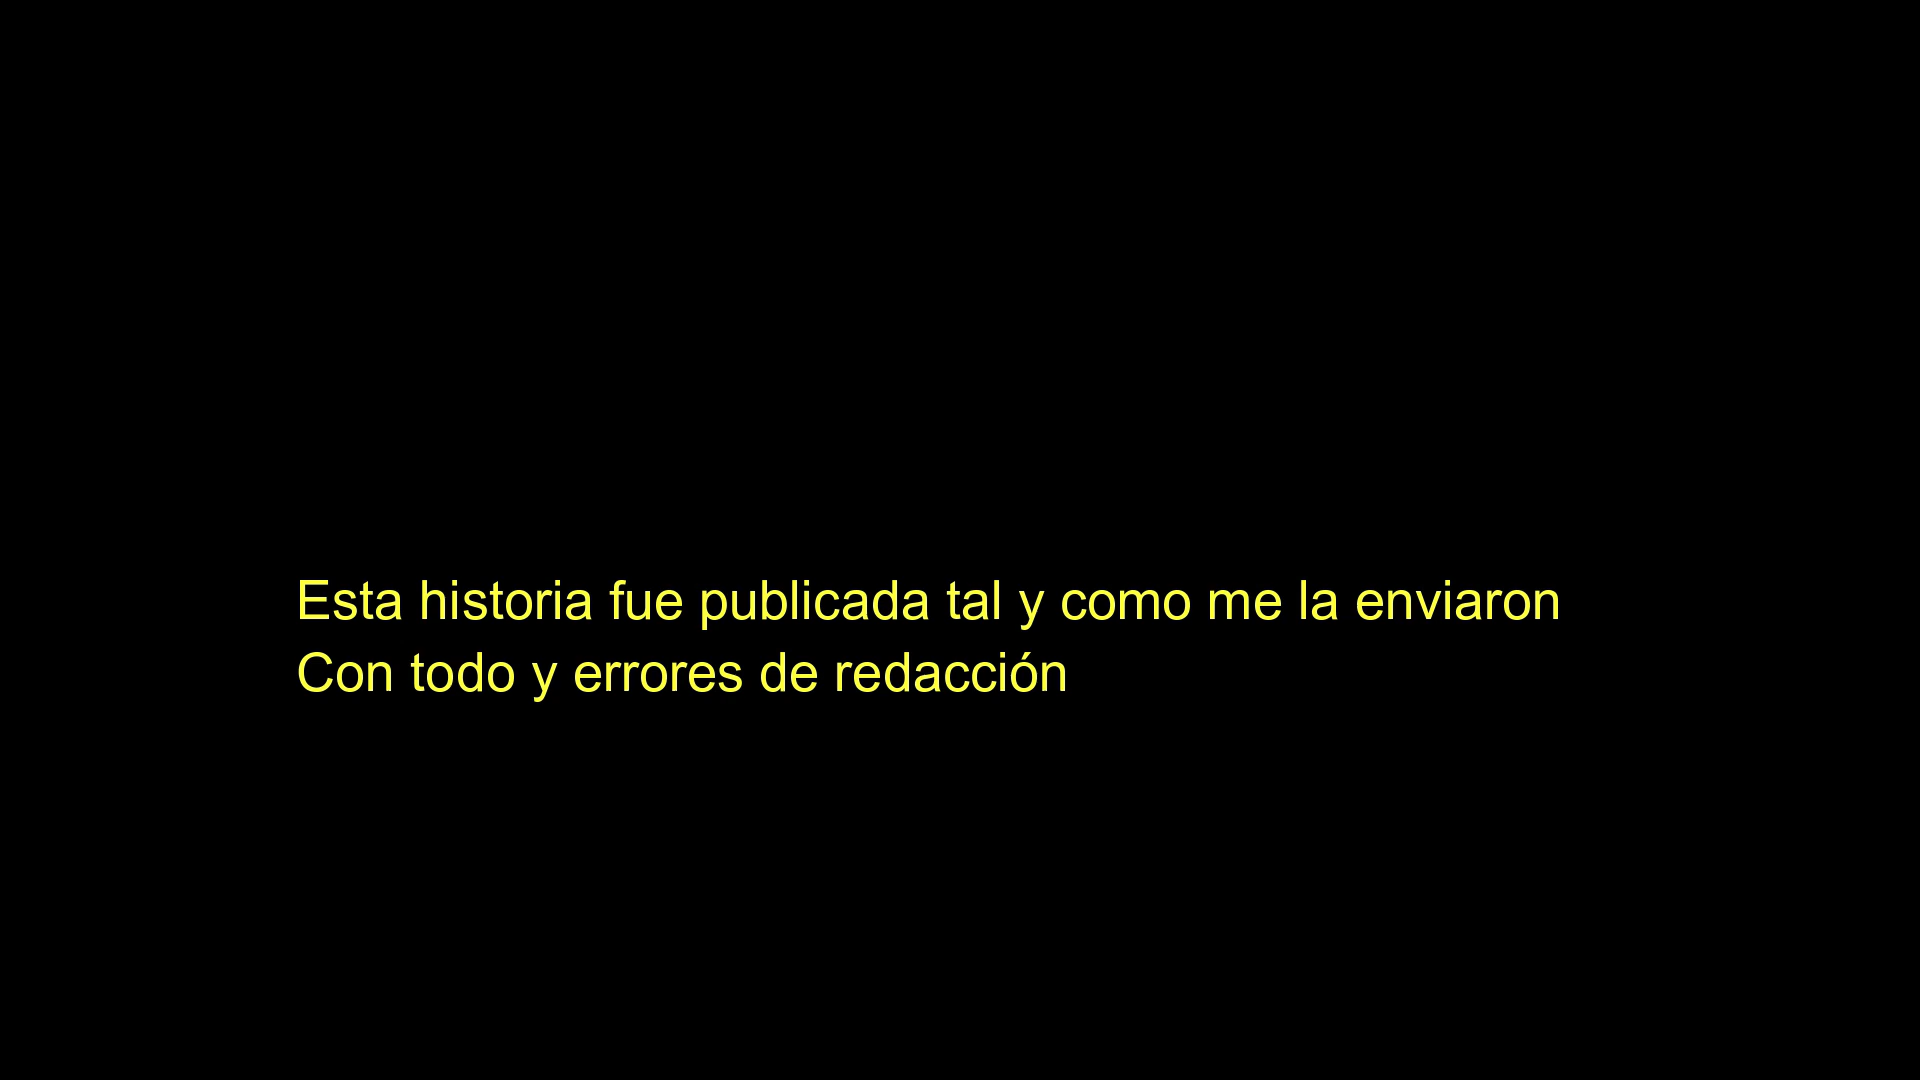 Esta historia fue publicada tal y como me la enviaron
Con todo y errores de redacción